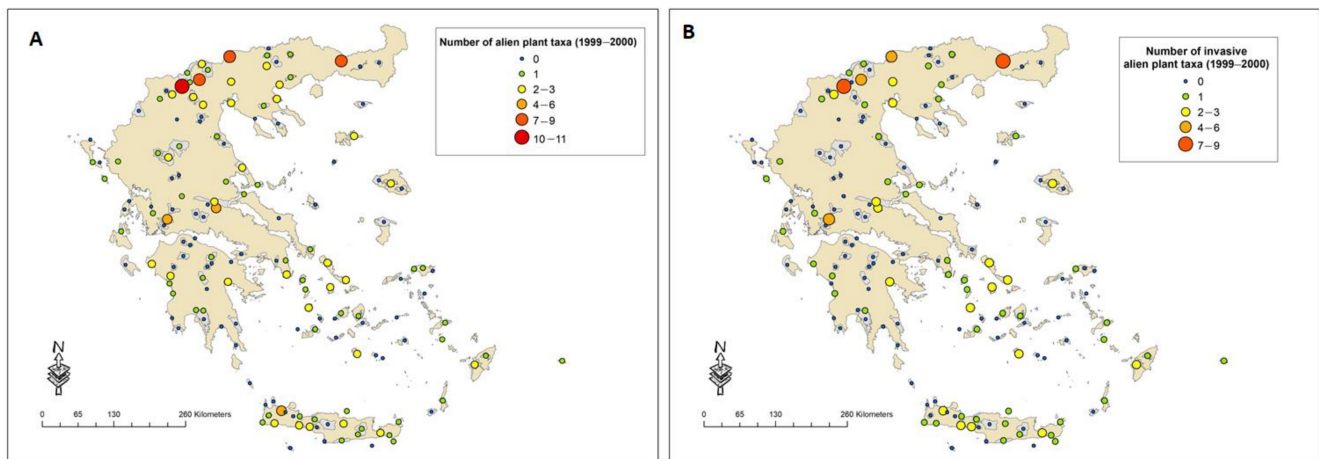 A
Number of alien plant taxa (1999–2000)
0
1
2–3
4–6
7–9
10–11
N
0 65 130 260 Kilometers
B
Number of invasive
alien plant taxa (1999–2000)
0
1
2–3
4–6
7–9
N
0 65 130 260 Kilometers